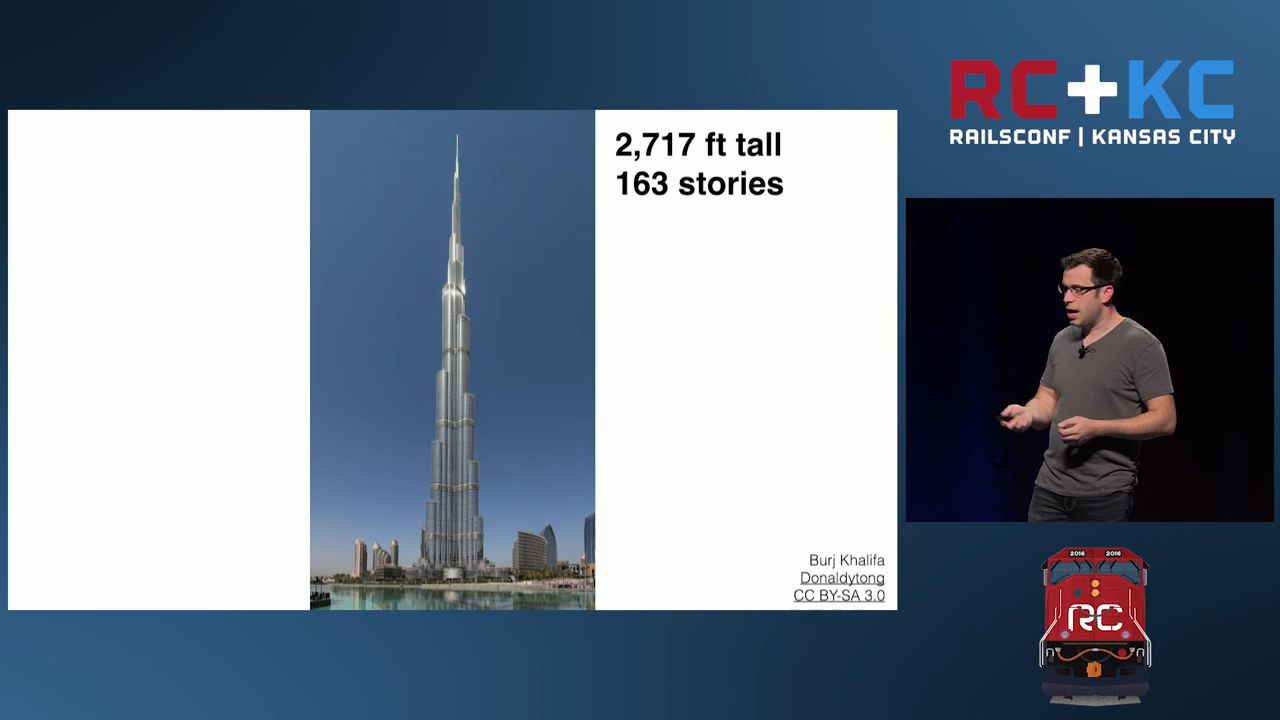 2,717 ft tall
163 stories
Burj Khalifa
Donaldytong
CC BY-SA 3.0
RC+KC
RAILSCONF | KANSAS CITY
2016 2016
RC